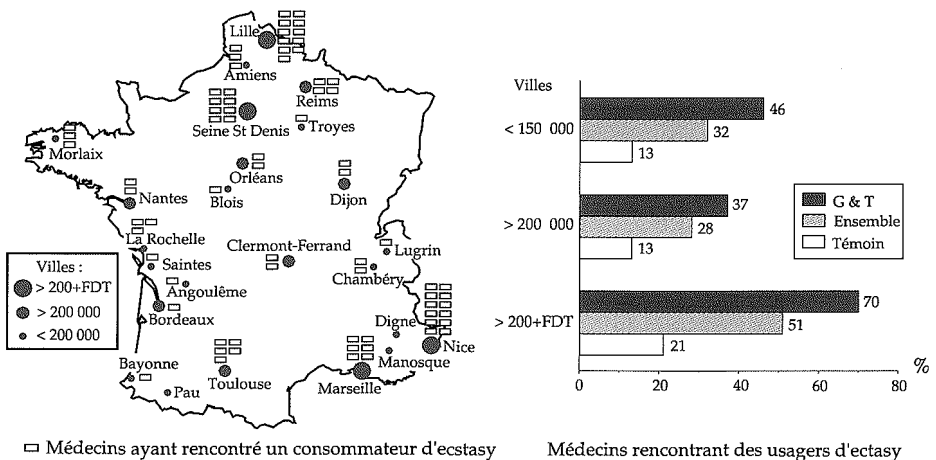 Lille
Amiens
Reims
Seine St Denis
Troyes
Morlaix
Orléans
Blois
Dijon
Nantes
La Rochelle
Clermont-Ferrand
Lugrin
Saintes
Chambéry
Angoulême
Bordeaux
Digne
Nice
Manosque
Bayonne
Toulouse
Marseille
Pau
Villes :
> 200+FDT
> 200 000
< 200 000
Médecins ayant rencontré un consommateur d'ecstasy
Villes
< 150 000
46
32
13
> 200 000
37
28
13
> 200+FDT
70
51
21
G & T
Ensemble
Témoin
%
0 20 40 60 80
Médecins rencontrant des usagers d'ectasy